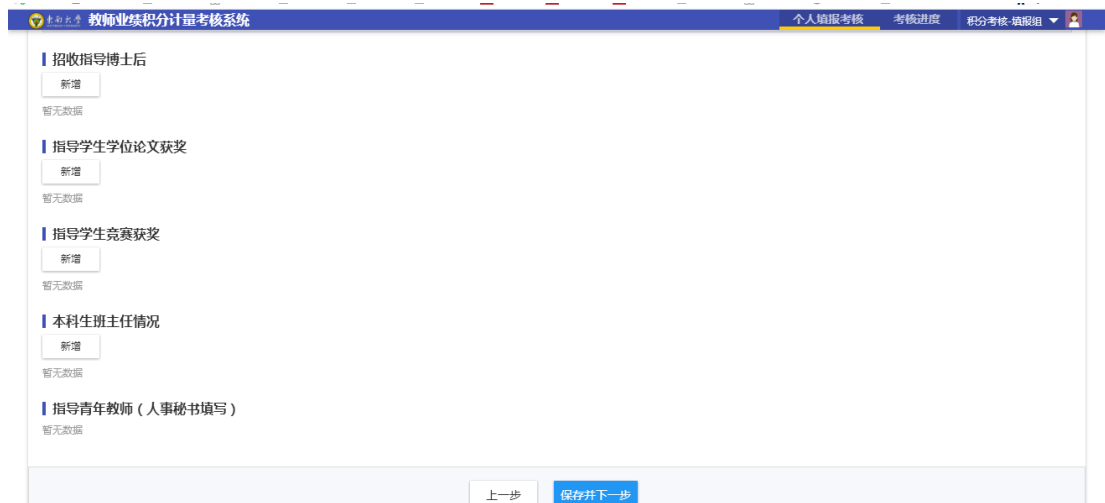 东南大学 教师业绩积分计量考核系统 个人填报考核 考核进度 积分考核-填报组
招收指导博士后
新增
暂无数据
指导学生学位论文获奖
新增
暂无数据
指导学生竞赛获奖
新增
暂无数据
本科生班主任情况
新增
暂无数据
指导青年教师（人事秘书填写）
暂无数据
上一步 保存并下一步